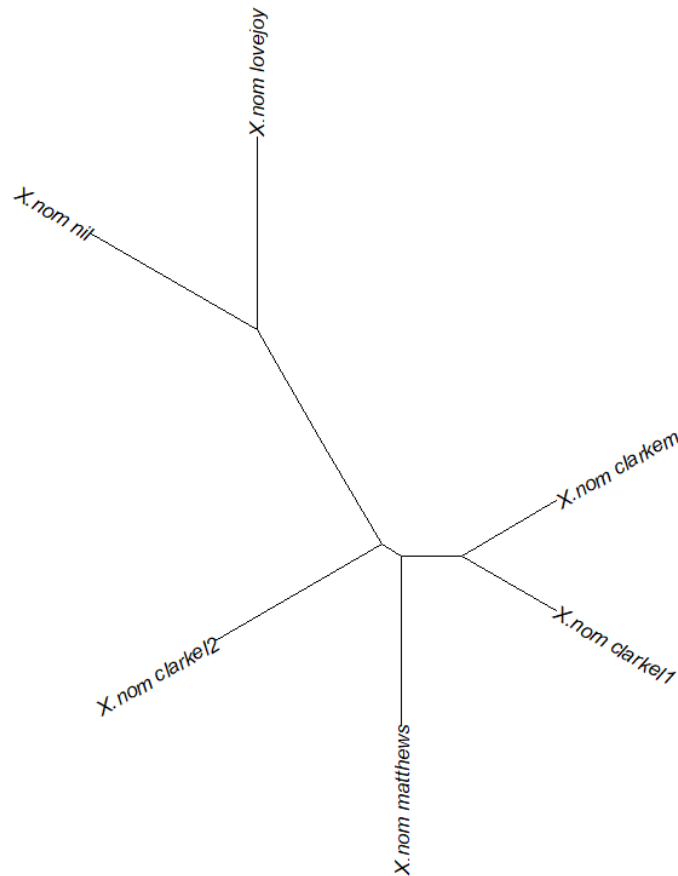 X.nom lovejoy
X.nom nil
X.nom clarkem
X.nom clarkel1
X.nom clarkel2
X.nom matthews